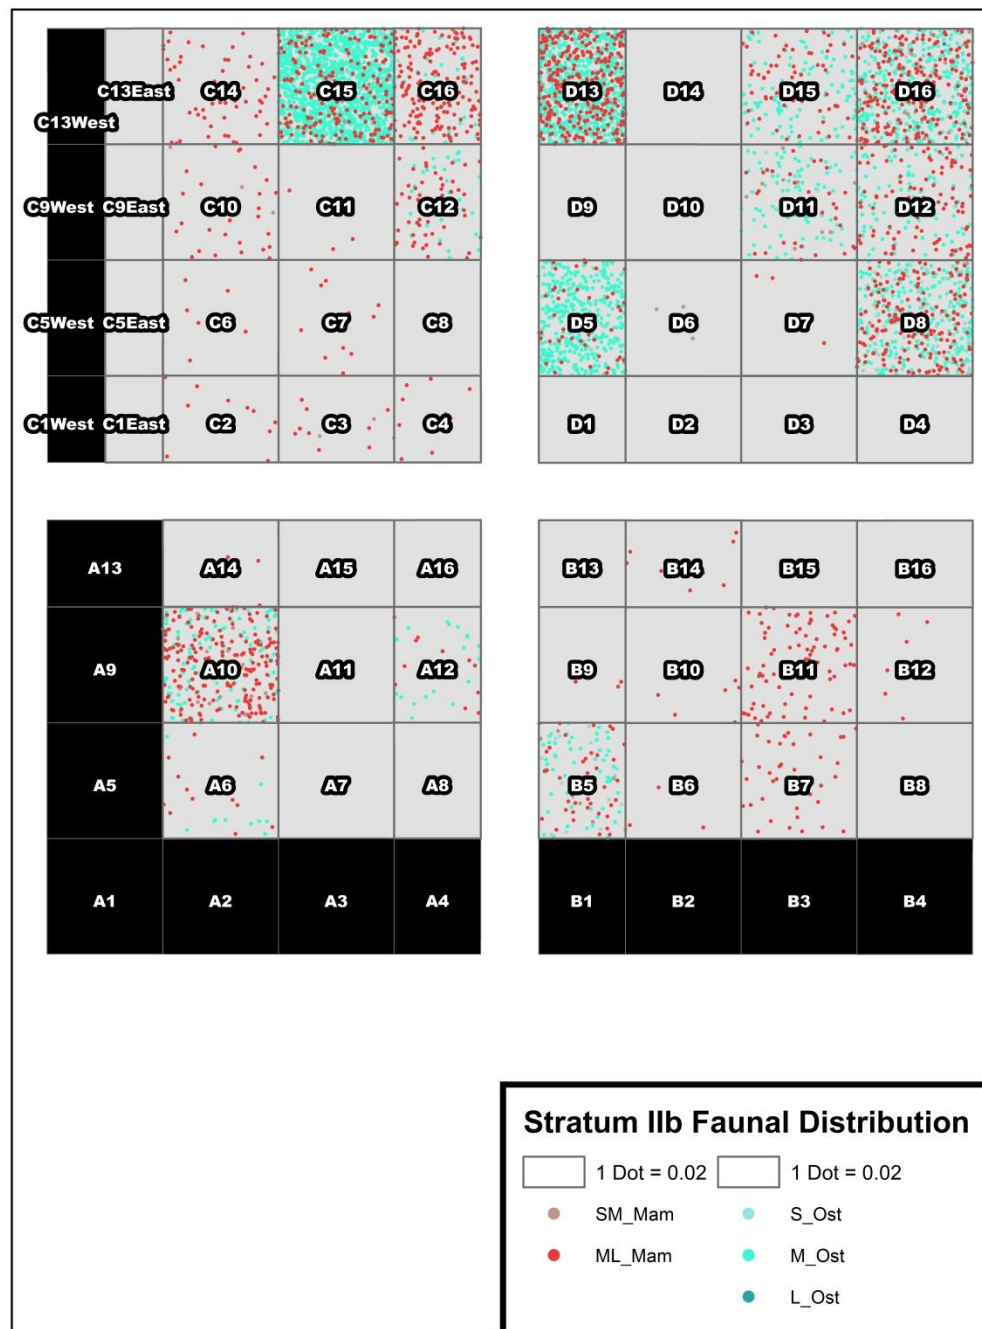 C13East C14 C15 C16 D13 D14 D15 D16
C13West
C9West C9East C10 C11 C12 D9 D10 D11 D12
C5West C5East C6 C7 C8 D5 D6 D7 D8
C1West C1East C2 C3 C4 D1 D2 D3 D4
A13 A14 A15 A16 B13 B14 B15 B16
A9 A10 A11 A12 B9 B10 B11 B12
A5 A6 A7 A8 B5 B6 B7 B8
A1 A2 A3 A4 B1 B2 B3 B4
Stratum IIb Faunal Distribution
1 Dot = 0.02 1 Dot = 0.02
SM_Mam S_Ost
ML_Mam M_Ost
L_Ost